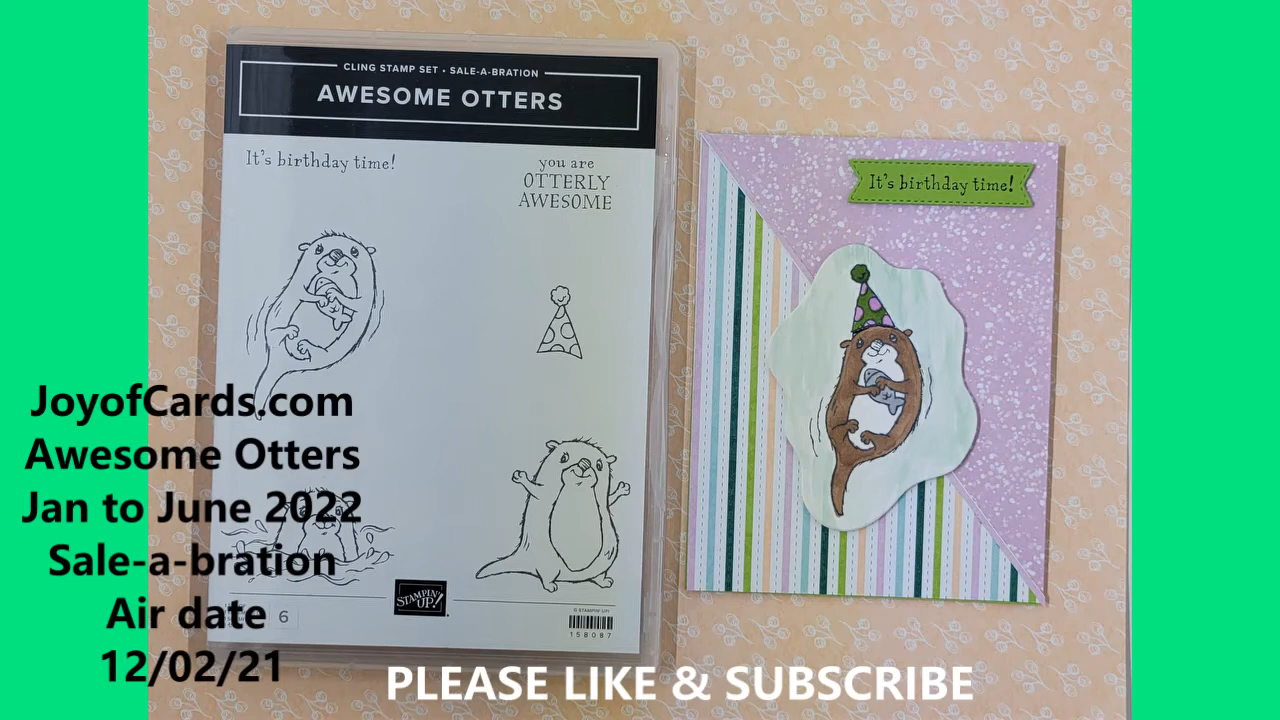 CLING STAMP SET • SALE-A-BRATION
AWESOME OTTERS
It's birthday time!
you are
OTTERLY
AWESOME
It's birthday time!
JoyofCards.com
Awesome Otters
Jan to June 2022
Sale-a-bration
Air date
12/02/21
6
STAMPIN' UP!
© STAMPIN' UP!
158087
PLEASE LIKE & SUBSCRIBE